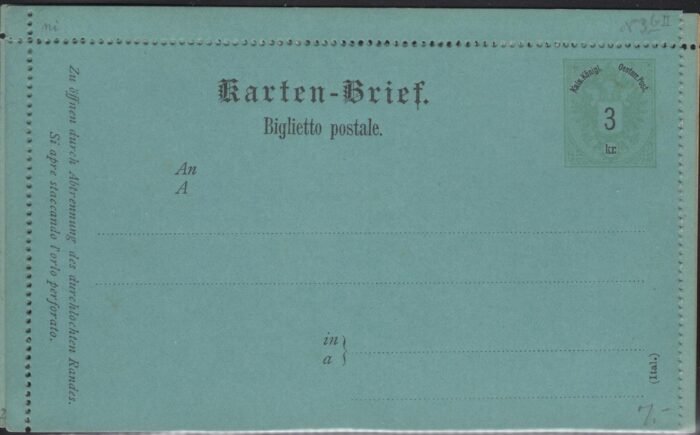 ni
Karten-Brief.
Biglietto postale.
Kais. Königl. Oesterr. Post.
3
kr.
An
A
in
a
(Ital.)
7.-
Zu öffnen durch Abtrennung des durchlochten Randes.
Si apre staccando l'orlo perforato.